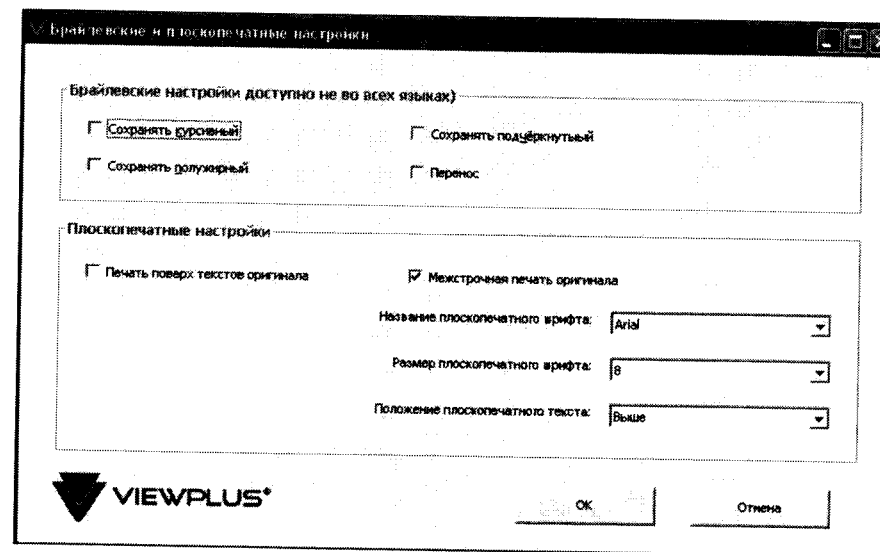 Брайлевские и плоскопечатные настройки
Брайлевские настройки доступно не во всех языках)
Сохранять курсивный
Сохранять подчёркнутыый
Сохранять полужирный
Перенос
Плоскопечатные настройки
Печать поверх текстов оригинала
Межстрочная печать оригинала
Название плоскопечатного шрифта:
Arial
Размер плоскопечатного шрифта:
8
Положение плоскопечатного текста:
Выше
VIEWPLUS®
OK
Отмена